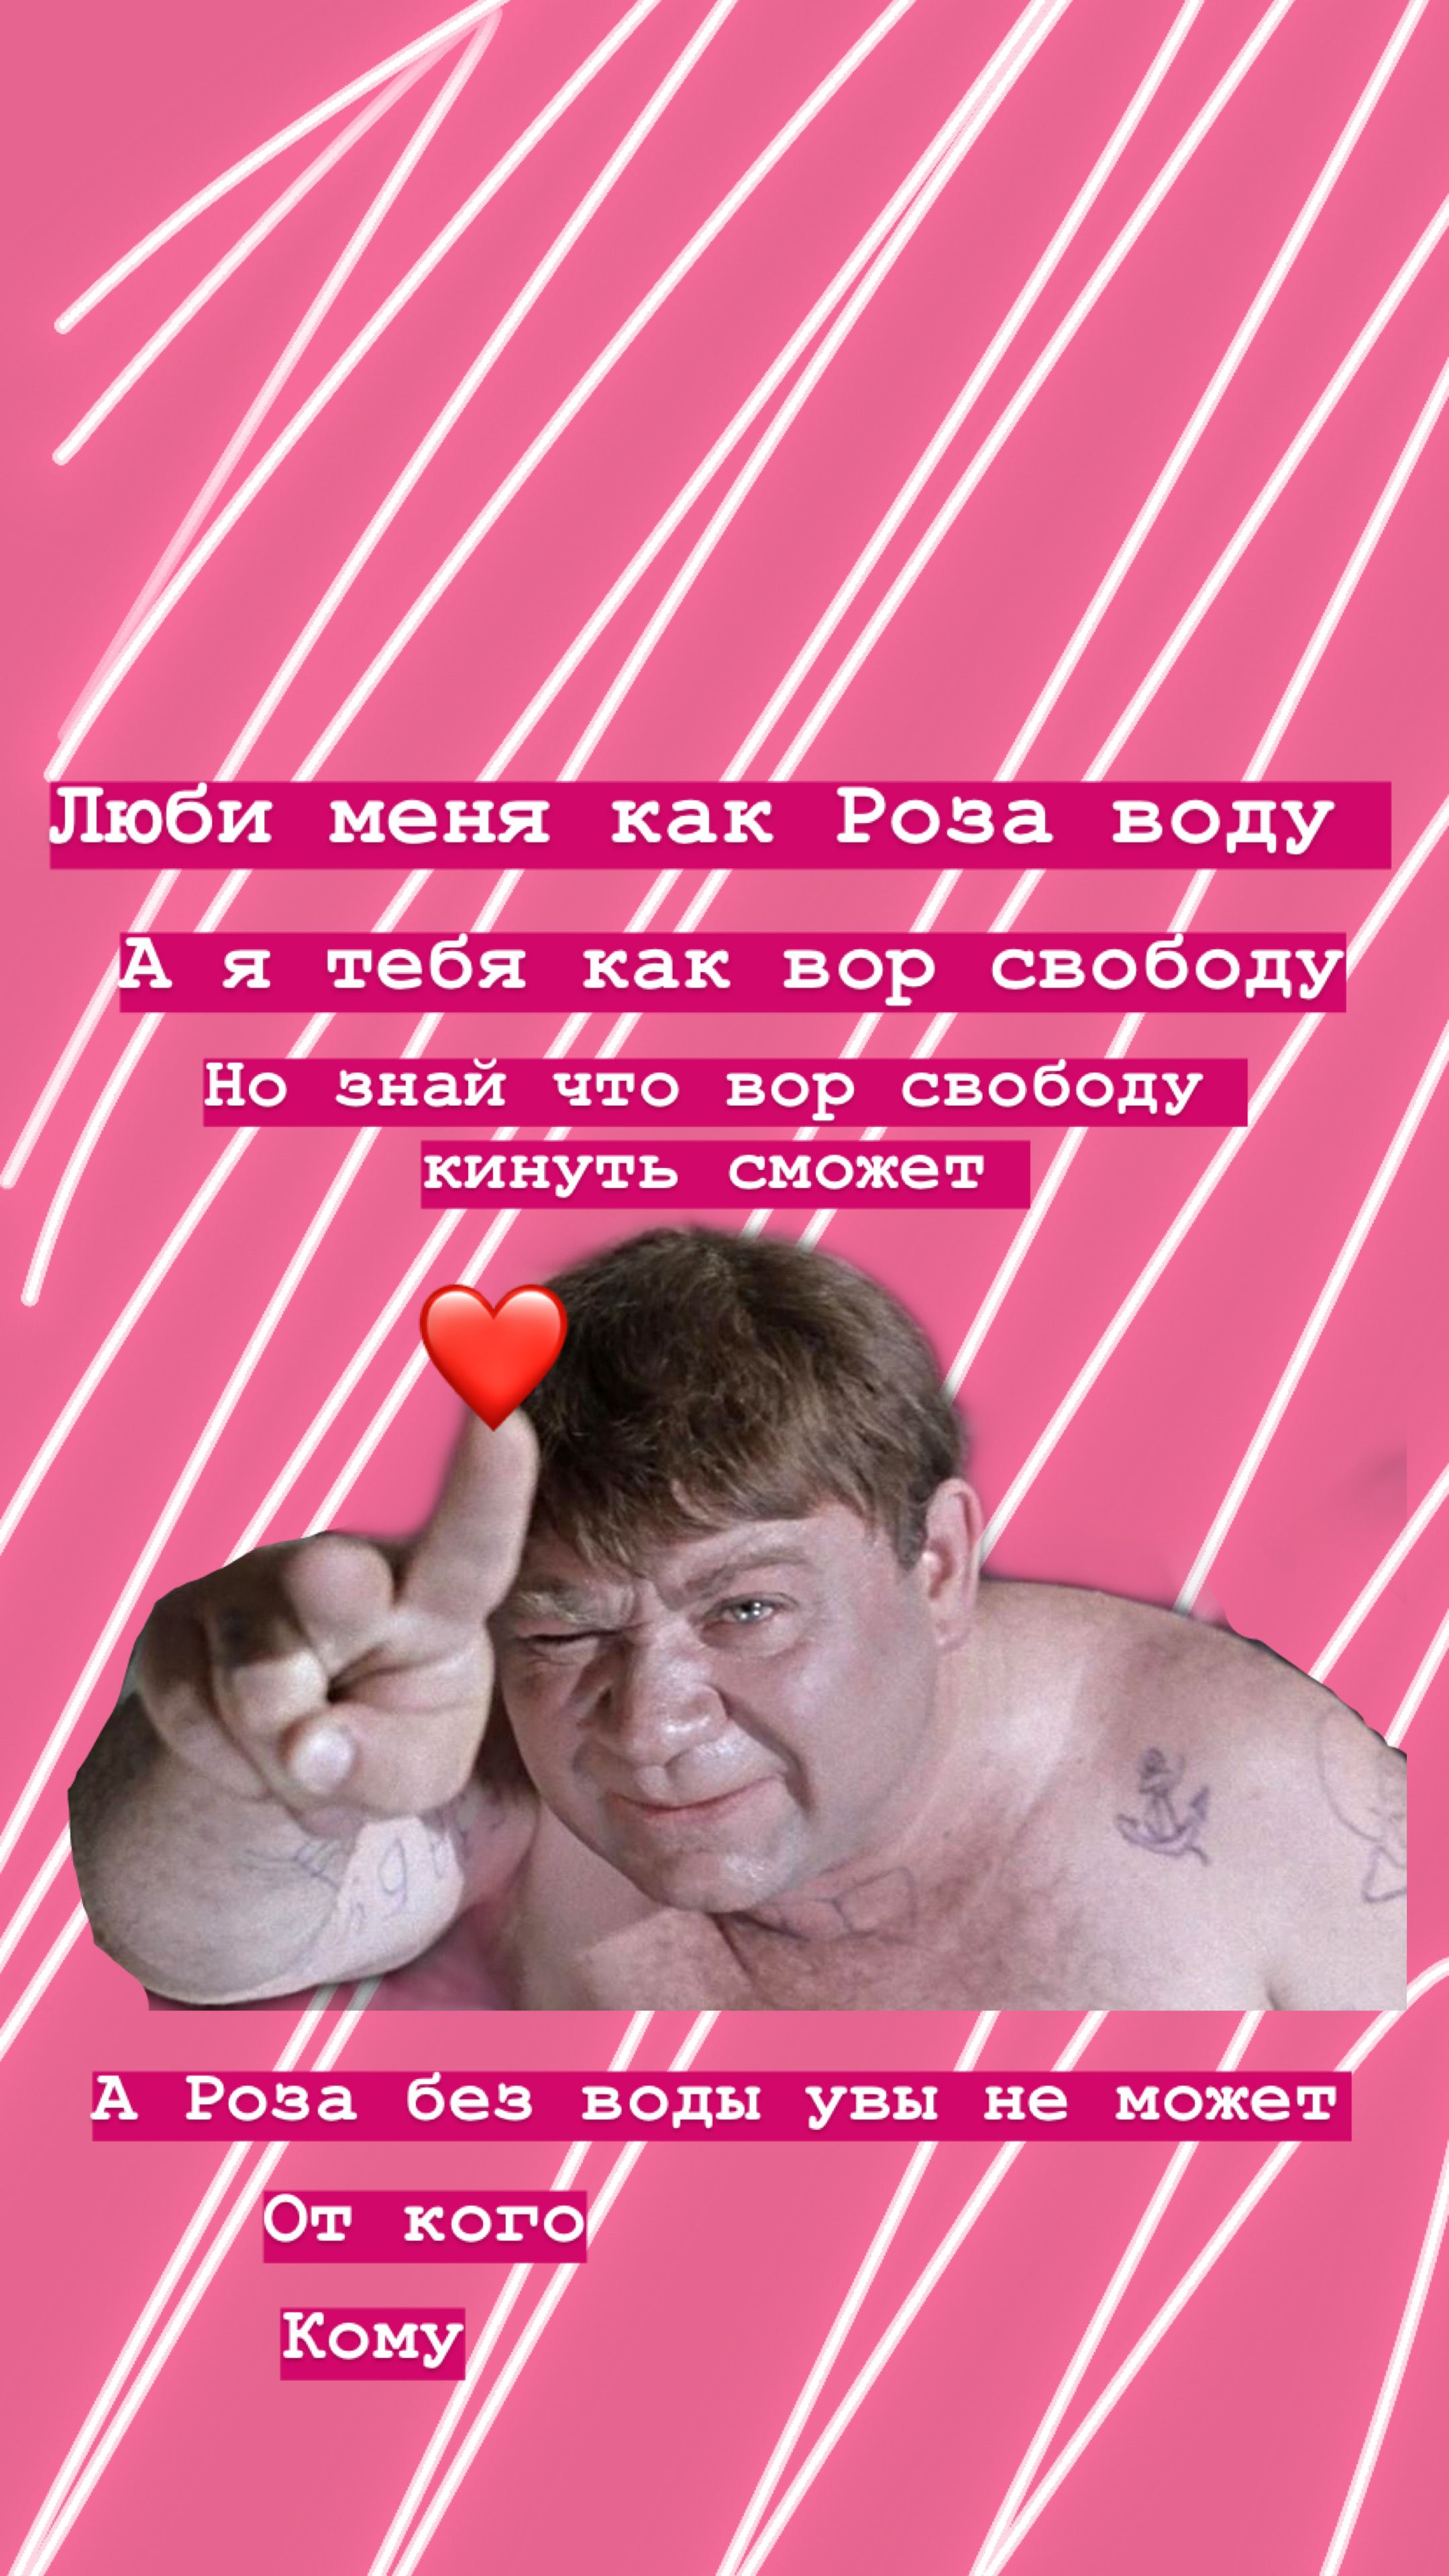 Люби меня как Роза воду
А я тебя как вор свободу
Но знай что вор свободу
кинуть сможет
А Роза без воды увы не может
От кого
Кому